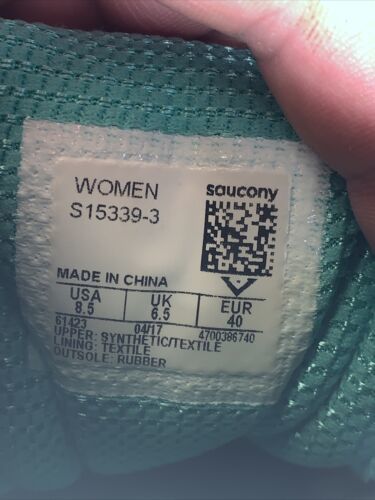 WOMEN
S15339-3
saucony
MADE IN CHINA
USA UK EUR
8.5 6.5 40
61423 04/17 4700386740
UPPER: SYNTHETIC/TEXTILE
LINING: TEXTILE
OUTSOLE: RUBBER